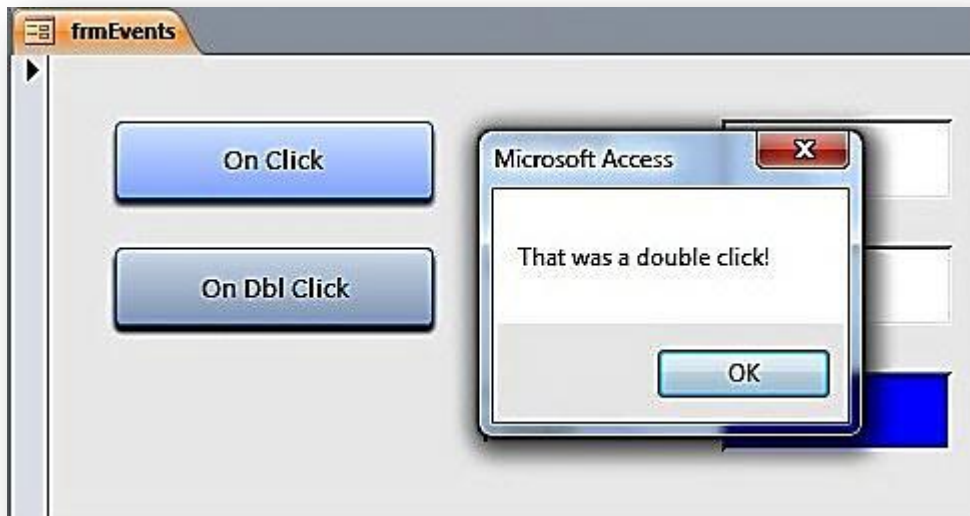 frmEvents
On Click
Microsoft Access
That was a double click!
On Dbl Click
OK